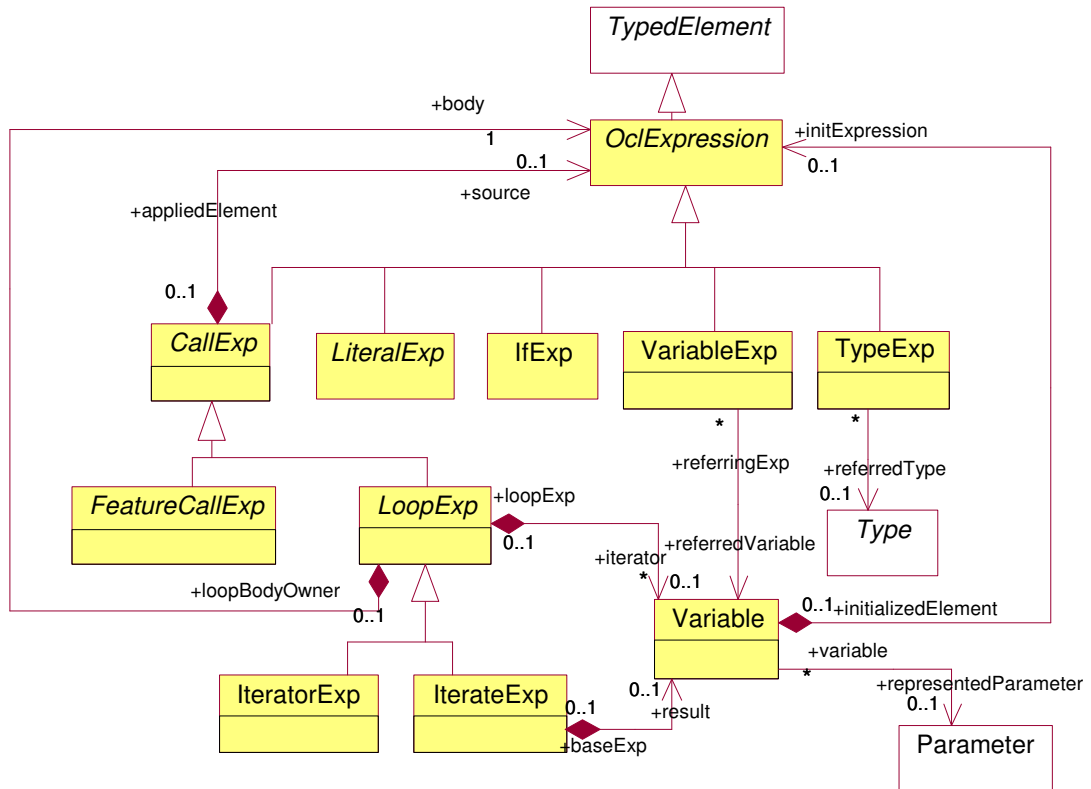 TypedElement
+body
1
OclExpression
+initExpression
0..1
0..1
+source
+appliedElement
0..1
CallExp
LiteralExp
IfExp
VariableExp
TypeExp
*
*
+referringExp
+referredType
0..1
Type
FeatureCallExp
LoopExp
+loopExp
0..1
+iterator
*
+referredVariable
0..1
+loopBodyOwner
0..1
Variable
0..1
+initializedElement
+variable
*
+representedParameter
0..1
Parameter
IteratorExp
IterateExp
0..1
+baseExp
0..1
+result